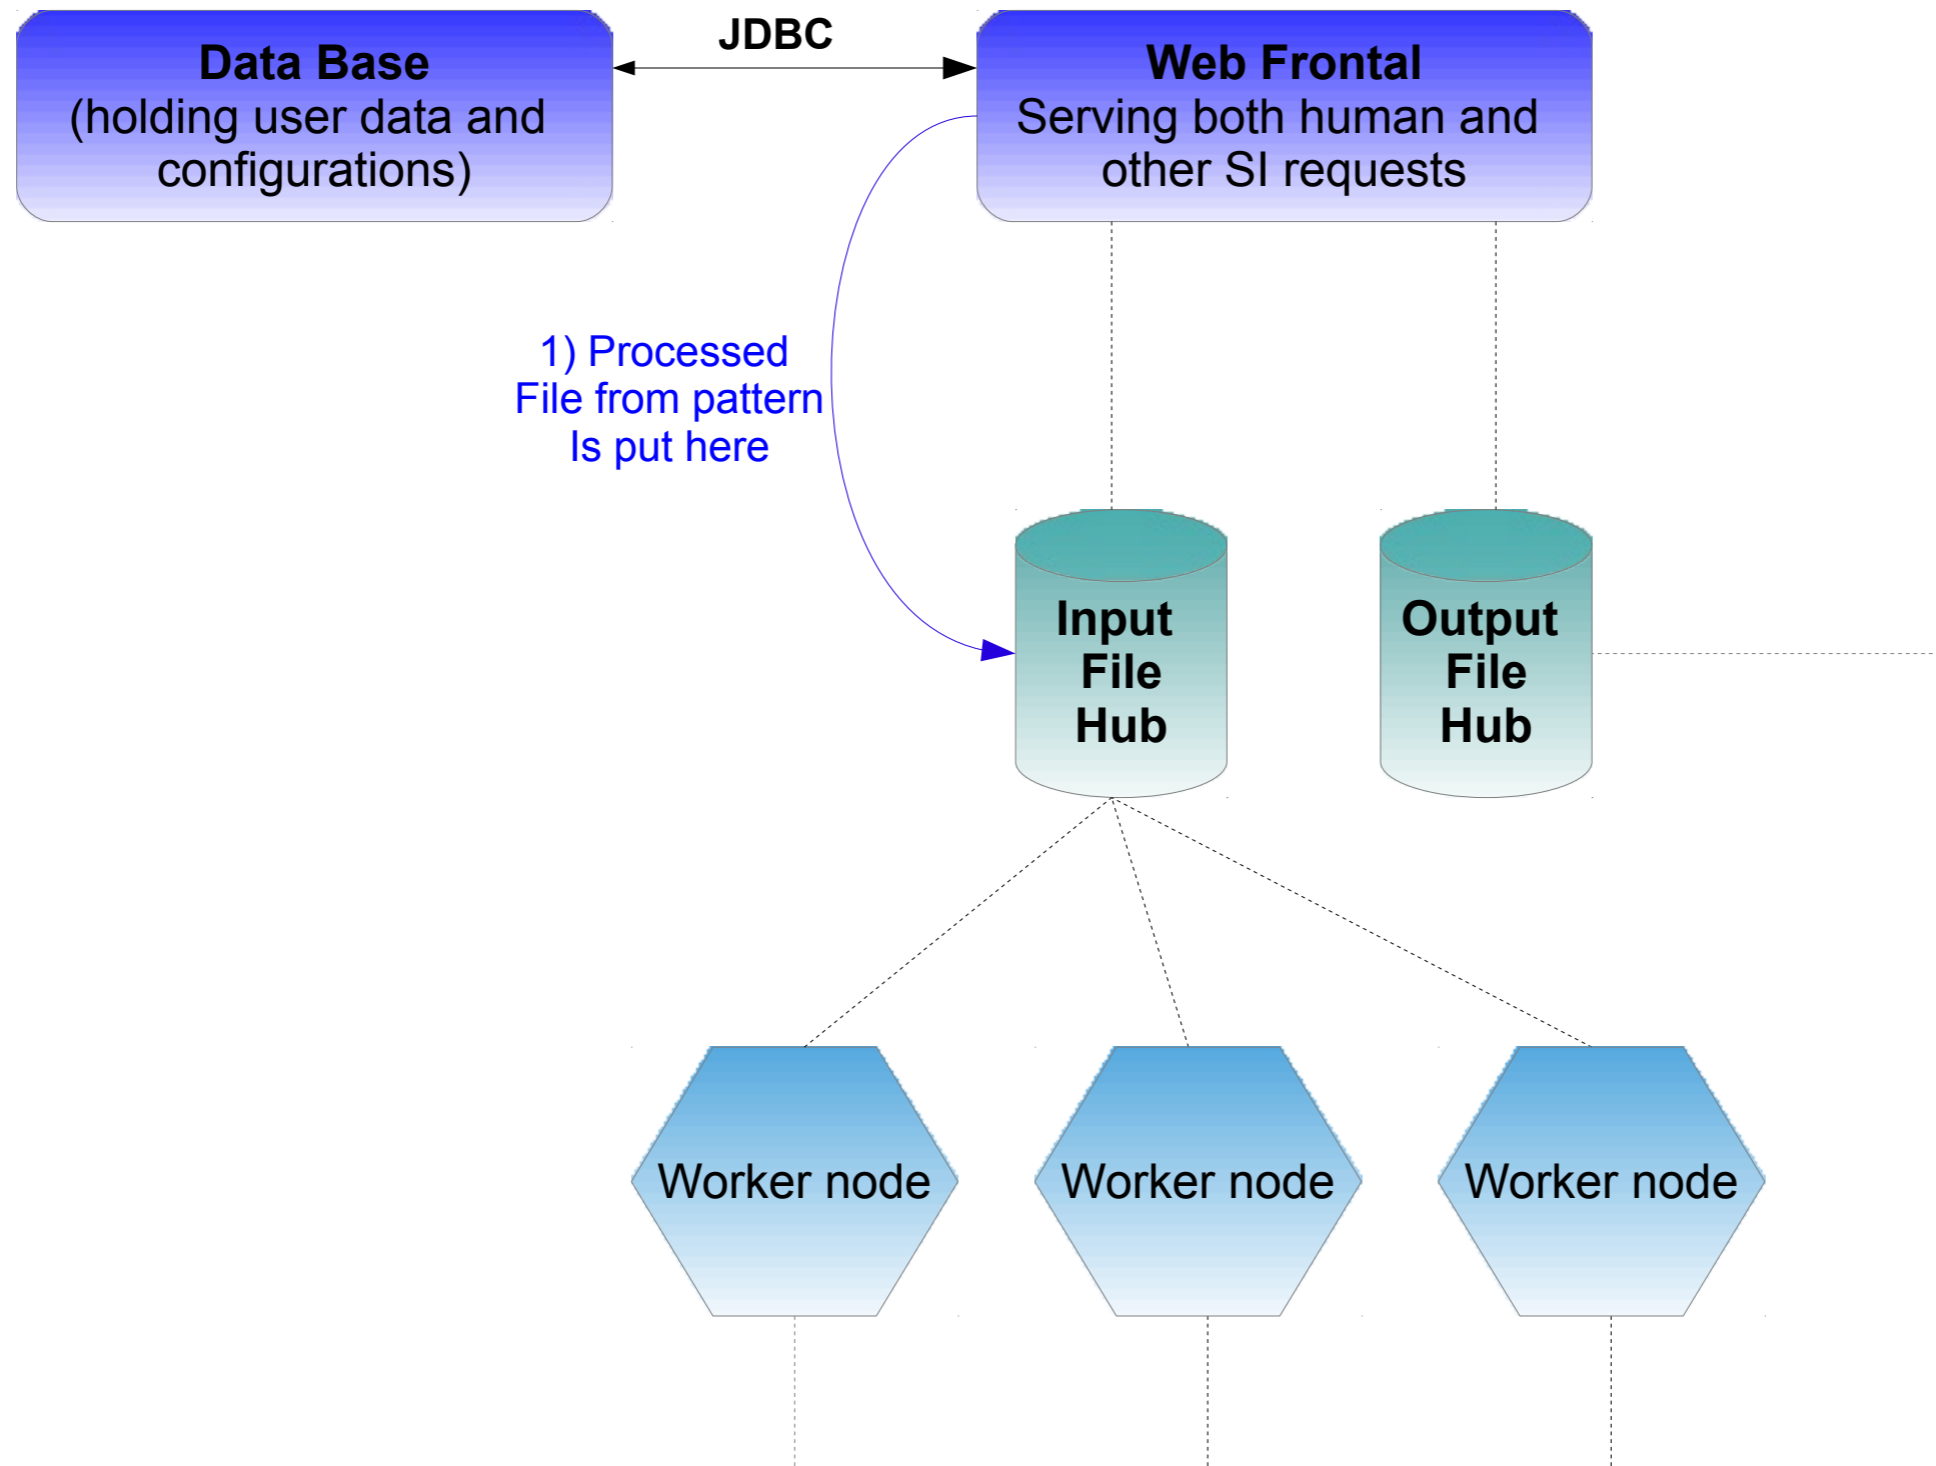 Data Base
(holding user data and
configurations)
JDBC
Web Frontal
Serving both human and
other SI requests
1) Processed
File from pattern
Is put here
Input
File
Hub
Output
File
Hub
Worker node
Worker node
Worker node